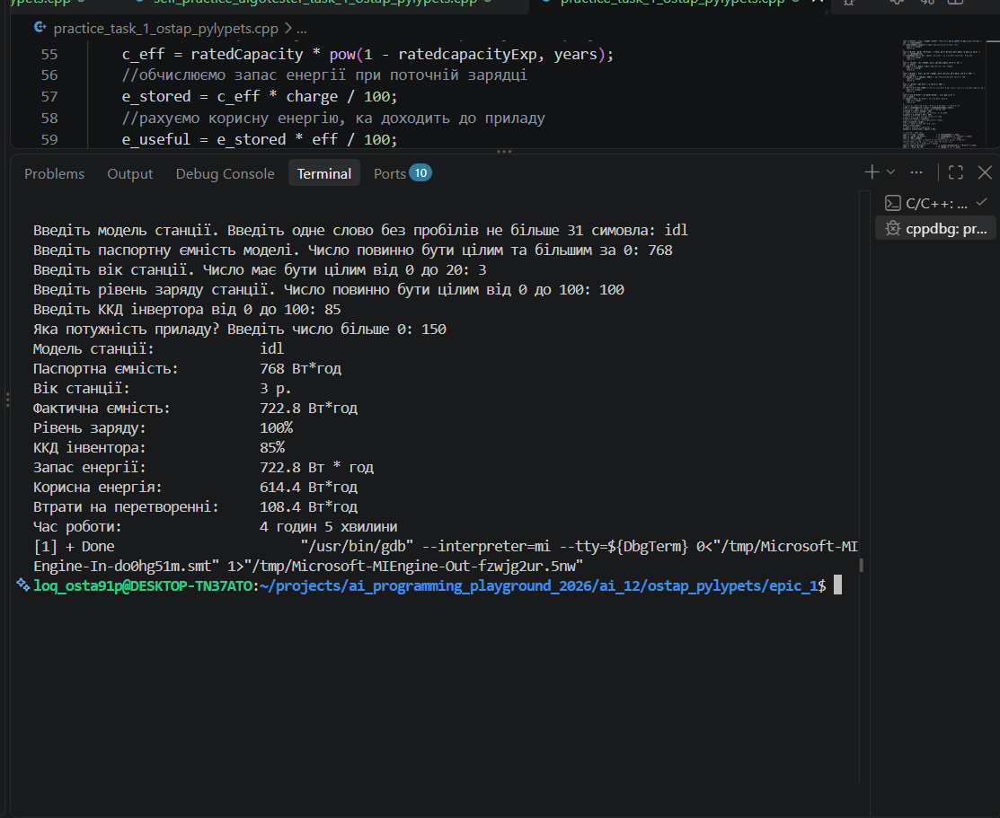 practice_task_1_ostap_pylypets.cpp
practice_task_1_ostap_pylypets.cpp > ...
55 c_eff = ratedCapacity * pow(1 - ratedcapacityExp, years);
56 //обчислюємо запас енергії при поточній зарядці
57 e_stored = c_eff * charge / 100;
58 //рахуємо корисну енергію, ка доходить до приладу
59 e_useful = e_stored * eff / 100;
Problems Output Debug Console Terminal Ports 10
Введіть модель станції. Введіть одне слово без пробілів не більше 31 симовла: idl
Введіть паспортну ємність моделі. Число повинно бути цілим та більшим за 0: 768
Введіть вік станції. Число має бути цілим від 0 до 20: 3
Введіть рівень заряду станції. Число повинно бути цілим від 0 до 100: 100
Введіть ККД інвертора від 0 до 100: 85
Яка потужність приладу? Введіть число більше 0: 150
Модель станції: idl
Паспортна ємність: 768 Вт*год
Вік станції: 3 р.
Фактична ємність: 722.8 Вт*год
Рівень заряду: 100%
ККД інвентора: 85%
Запас енергії: 722.8 Вт * год
Корисна енергія: 614.4 Вт*год
Втрати на перетворенні: 108.4 Вт*год
Час роботи: 4 годин 5 хвилини
[1] + Done "/usr/bin/gdb" --interpreter=mi --tty=${DbgTerm} 0<"/tmp/Microsoft-MI
Engine-In-do0hg51m.smt" 1>"/tmp/Microsoft-MIEngine-Out-fzwjg2ur.5nw"
loq_osta91p@DESKTOP-TN37ATO:~/projects/ai_programming_playground_2026/ai_12/ostap_pylypets/epic_1$
C/C++: ...
cppdbg: pr...